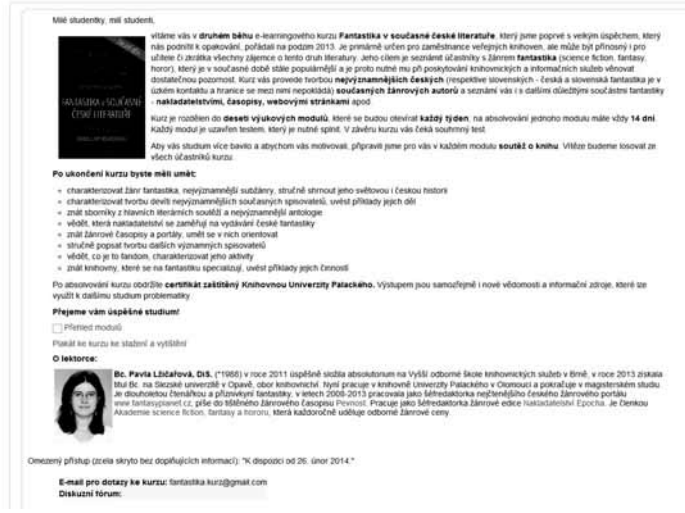 Milé studentky, milí studenti,
vítáme vás v druhém běhu e-learningového kurzu Fantastika v současné české literatuře, který jsme poprvé s velkým úspěchem, který
nás podnítil k opakování, pořádali na podzim 2013. Je primárně určen pro zaměstnance veřejných knihoven, ale může být přínosný i pro
učitele či zkrátka všechny zájemce o tento druh literatury. Jeho cílem je seznámit účastníky s žánrem fantastika (science fiction, fantasy,
horor), který je v současné době stále populárnější a je proto nutné mu při poskytování knihovnických a informačních služeb věnovat
dostatečnou pozornost. Kurz vás provede tvorbou nejvýznamnějších českých (respektive slovenských - česká a slovenská fantastika je v
úzkém kontaktu a hranice se mezi nimi nepokládá) současných žánrových autorů a seznámí vás i s dalšími důležitými součástmi fantastiky
- nakladatelstvími, časopisy, webovými stránkami apod.
FANTASTIKA V SOUČASNÉ
ČESKÉ LITERATUŘE
Kurz je rozdělen do deseti výukových modulů, které se budou otevírat každý týden, na absolvování jednoho modulu máte vždy 14 dní.
Každý modul je uzavřen testem, který je nutné splnit. V závěru kurzu vás čeká souhrnný test.
Aby vás studium více bavilo a abychom vás motivovali, připravili jsme pro vás v každém modulu soutěž o knihu. Vítěze budeme losovat ze
všech účastníků kurzu.
Po ukončení kurzu byste měli umět:
charakterizovat žánr fantastika, nejvýznamnější subžánry, stručně shrnout jeho světovou i českou historii
charakterizovat tvorbu devíti nejvýznamnějších současných spisovatelů, uvést příklady jejich děl
znát sborníky z hlavních literárních soutěží a nejvýznamnější antologie
vědět, která nakladatelství se zaměřují na vydávání české fantastiky
znát žánrové časopisy a portály, umět se v nich orientovat
stručně popsat tvorbu dalších významných spisovatelů
vědět, co je to fandom, charakterizovat jeho aktivity
znát knihovny, které se na fantastiku specializují, uvést příklady jejich činností
Po absolvování kurzu obdržíte certifikát zaštítěný Knihovnou Univerzity Palackého. Výstupem jsou samozřejmě i nové vědomosti a informační zdroje, které lze
využít k dalšímu studium problematiky.
Přejeme vám úspěšné studium!
Přehled modulů
Plakát ke kurzu ke stažení a vytištění
O lektorce:
Bc. Pavla Lžičařová, DiS. (*1988) v roce 2011 úspěšně složila absolutorium na Vyšší odborné škole knihovnických služeb v Brně, v roce 2013 získala
titul Bc. na Slezské univerzitě v Opavě, obor knihovnictví. Nyní pracuje v knihovně Univerzity Palackého v Olomouci a pokračuje v magisterském studiu.
Je dlouholetou čtenářkou a příznivkyní fantastiky, v letech 2008-2013 pracovala jako šéfredaktorka nejčtenějšího českého žánrového portálu
www.fantasyplanet.cz, píše do tištěného žánrového časopisu Pevnost. Pracuje jako šéfredaktorka žánrové edice Nakladatelství Epocha. Je členkou
Akademie science fiction, fantasy a hororu, která každoročně uděluje odborné žánrové ceny.
Omezený přístup (zcela skryto bez doplňujících informací): "K dispozici od 26. únor 2014."
E-mail pro dotazy ke kurzu: fantastika.kurz@gmail.com
Diskuzní fórum: